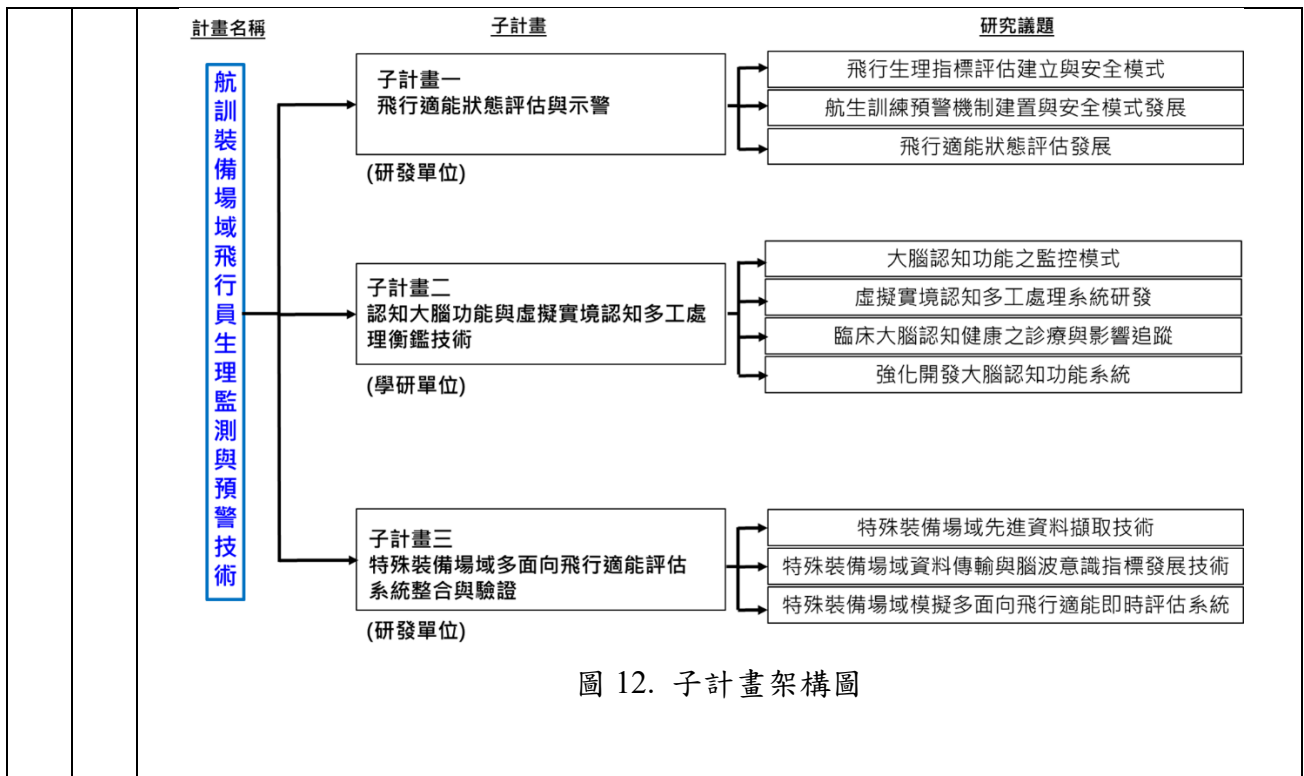 計畫名稱
子計畫
研究議題
航訓裝備場域飛行員生理監測與預警技術
子計畫一
飛行適能狀態評估與示警
(研發單位)
飛行生理指標評估建立與安全模式
航生訓練預警機制建置與安全模式發展
飛行適能狀態評估發展
子計畫二
認知大腦功能與虛擬實境認知多工處
理衡鑑技術
(學研單位)
大腦認知功能之監控模式
虛擬實境認知多工處理系統研發
臨床大腦認知健康之診療與影響追蹤
強化開發大腦認知功能系統
子計畫三
特殊裝備場域多面向飛行適能評估
系統整合與驗證
(研發單位)
特殊裝備場域先進資料擷取技術
特殊裝備場域資料傳輸與腦波意識指標發展技術
特殊裝備場域模擬多面向飛行適能即時評估系統
圖 12. 子計畫架構圖